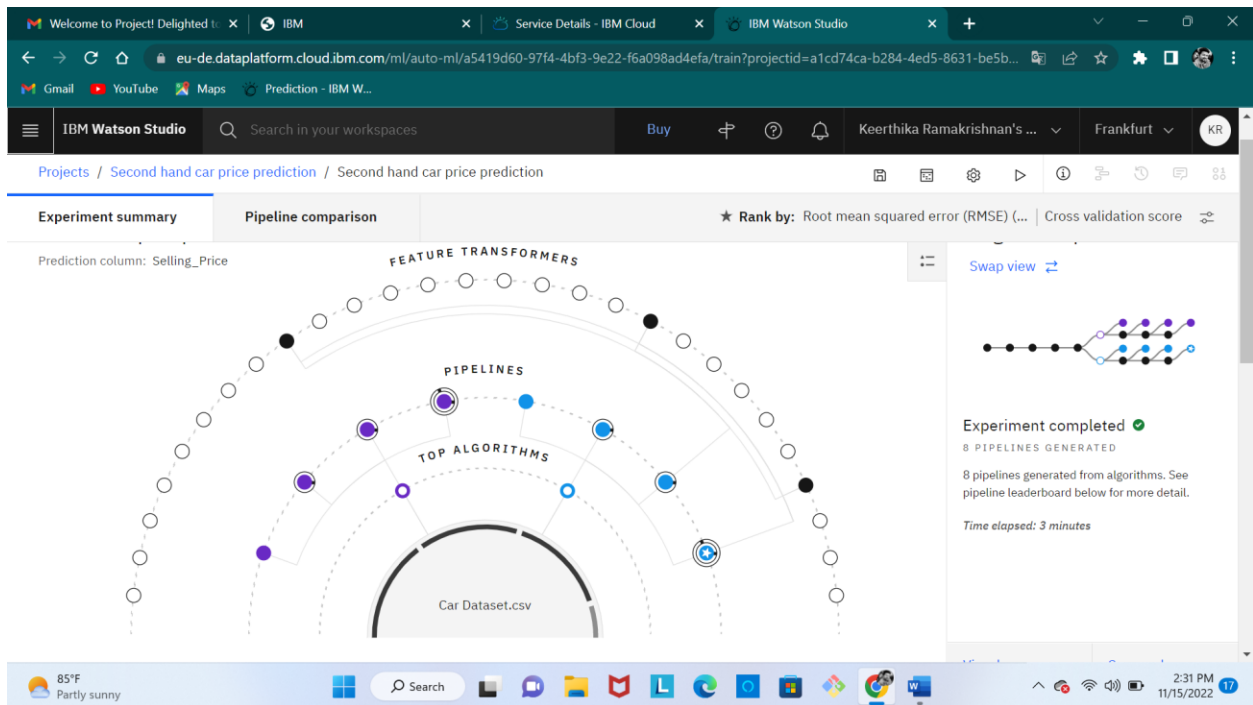 Welcome to Project! Delighted to
IBM
Service Details - IBM Cloud
IBM Watson Studio
eu-de.dataplatform.cloud.ibm.com/ml/auto-ml/a5419d60-97f4-4bf3-9e22-f6a098ad4efa/train?projectid=a1cd74ca-b284-4ed5-8631-be5b...
Gmail
YouTube
Maps
Prediction - IBM W...
IBM Watson Studio
Search in your workspaces
Buy
Keerthika Ramakrishnan's ...
Frankfurt
KR
Projects / Second hand car price prediction / Second hand car price prediction
Experiment summary
Pipeline comparison
Rank by: Root mean squared error (RMSE) (... | Cross validation score
Prediction column: Selling_Price
FEATURE TRANSFORMERS
PIPELINES
TOP ALGORITHMS
Car Dataset.csv
Swap view
Experiment completed
8 PIPELINES GENERATED
8 pipelines generated from algorithms. See
pipeline leaderboard below for more detail.
Time elapsed: 3 minutes
85°F
Partly sunny
Search
2:31 PM
11/15/2022
17